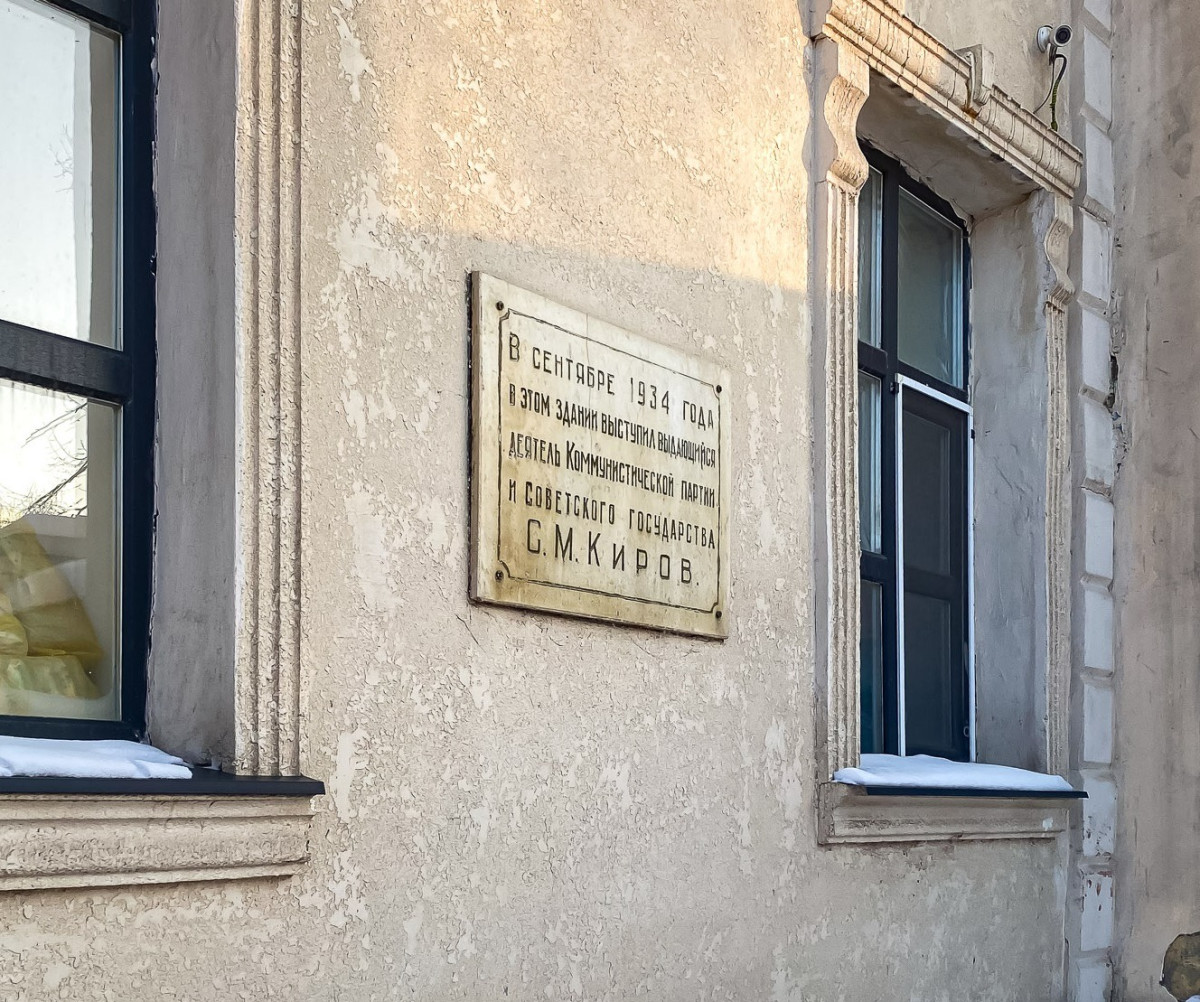 В СЕНТЯБРЕ 1934 ГОДА
В ЭТОМ ЗДАНИИ ВЫСТУПИЛ ВЫДАЮЩИЙСЯ
ДЕЯТЕЛЬ КОММУНИСТИЧЕСКОЙ ПАРТИИ
И СОВЕТСКОГО ГОСУДАРСТВА
С.М.КИРОВ.